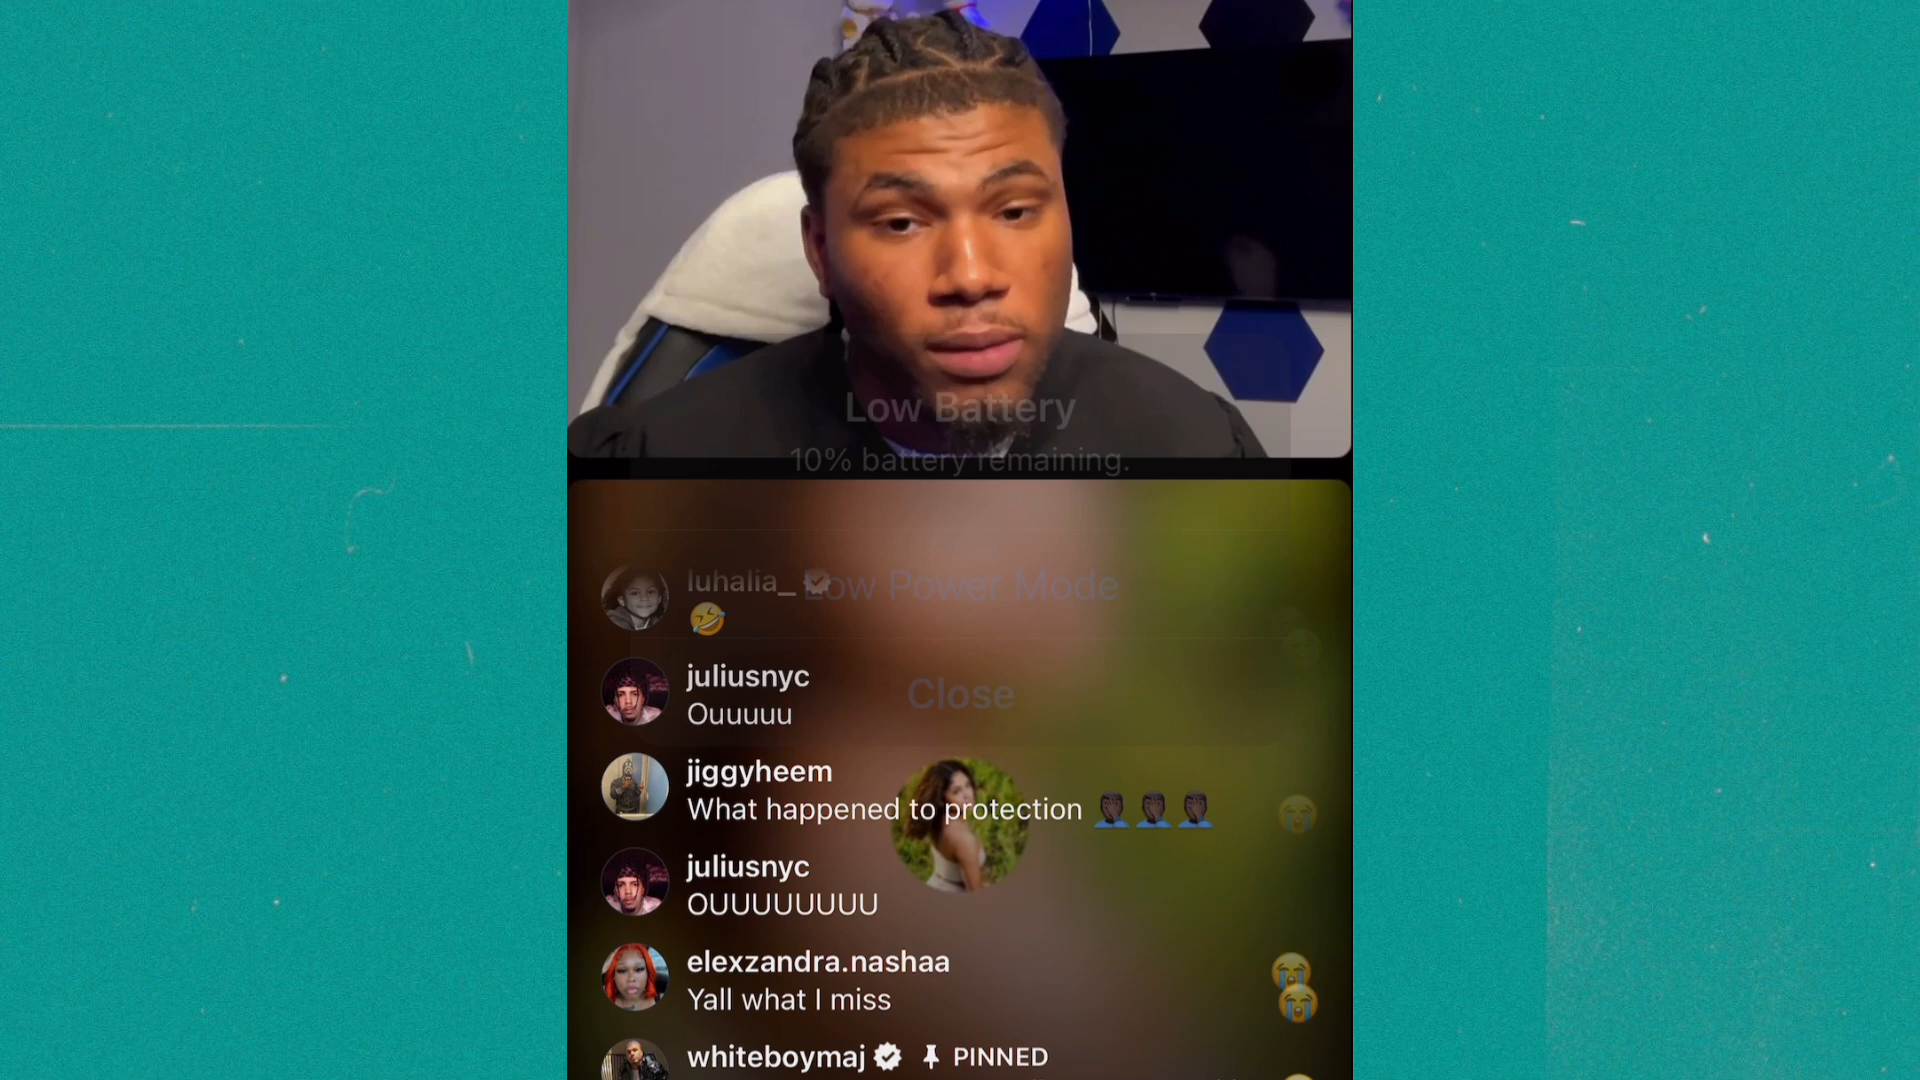 Low Battery
10% battery remaining.
luhalia_
Low Power Mode
🤣
juliusnyc
Ouuuuu
Close
jiggyheem
What happened to protection 🤦🏿🤦🏿🤦🏿
juliusnyc
OUUUUUUUU
elexzandra.nashaa
Yall what I miss
whiteboymaj PINNED